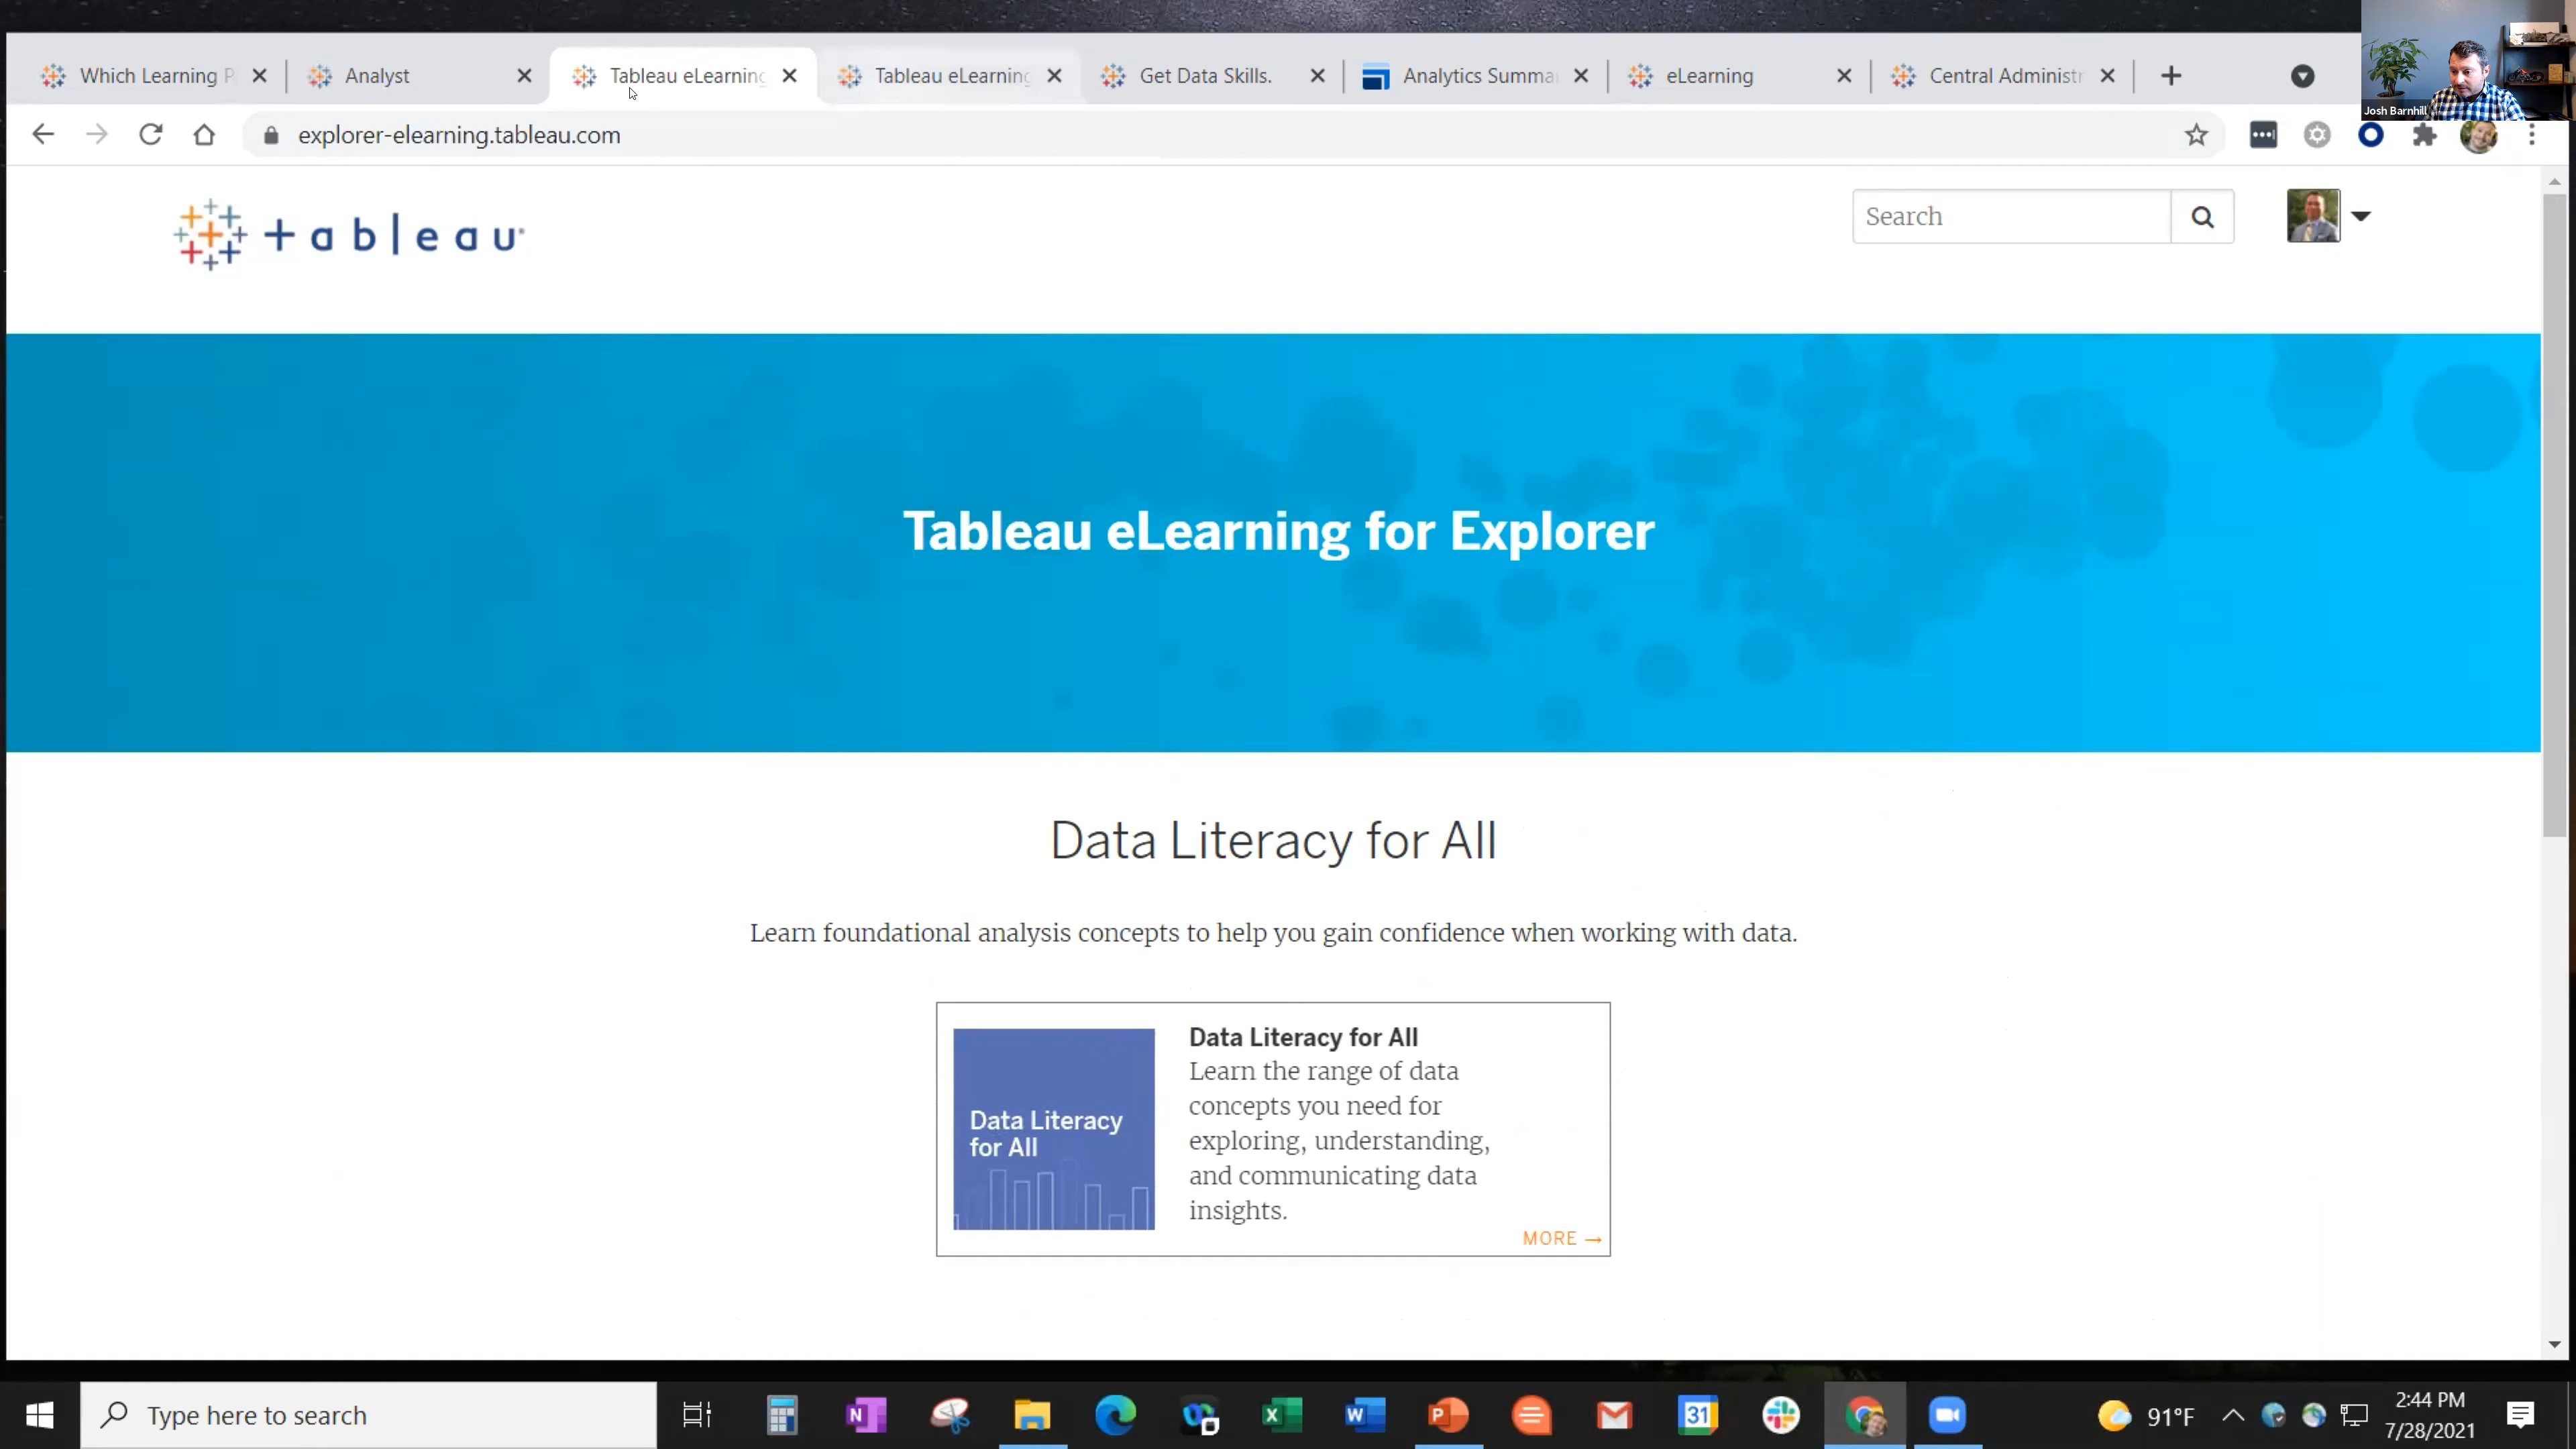 Which Learning P
Analyst
Tableau eLearning
Tableau eLearning
Get Data Skills.
Analytics Summa
eLearning
Central Administr
Josh Barnhill
explorer-elearning.tableau.com
tableau
Search
Tableau eLearning for Explorer
Data Literacy for All
Learn foundational analysis concepts to help you gain confidence when working with data.
Data Literacy
for All
Data Literacy for All
Learn the range of data
concepts you need for
exploring, understanding,
and communicating data
insights.
MORE →
Type here to search
N
X
W
P
31
91°F
2:44 PM
7/28/2021